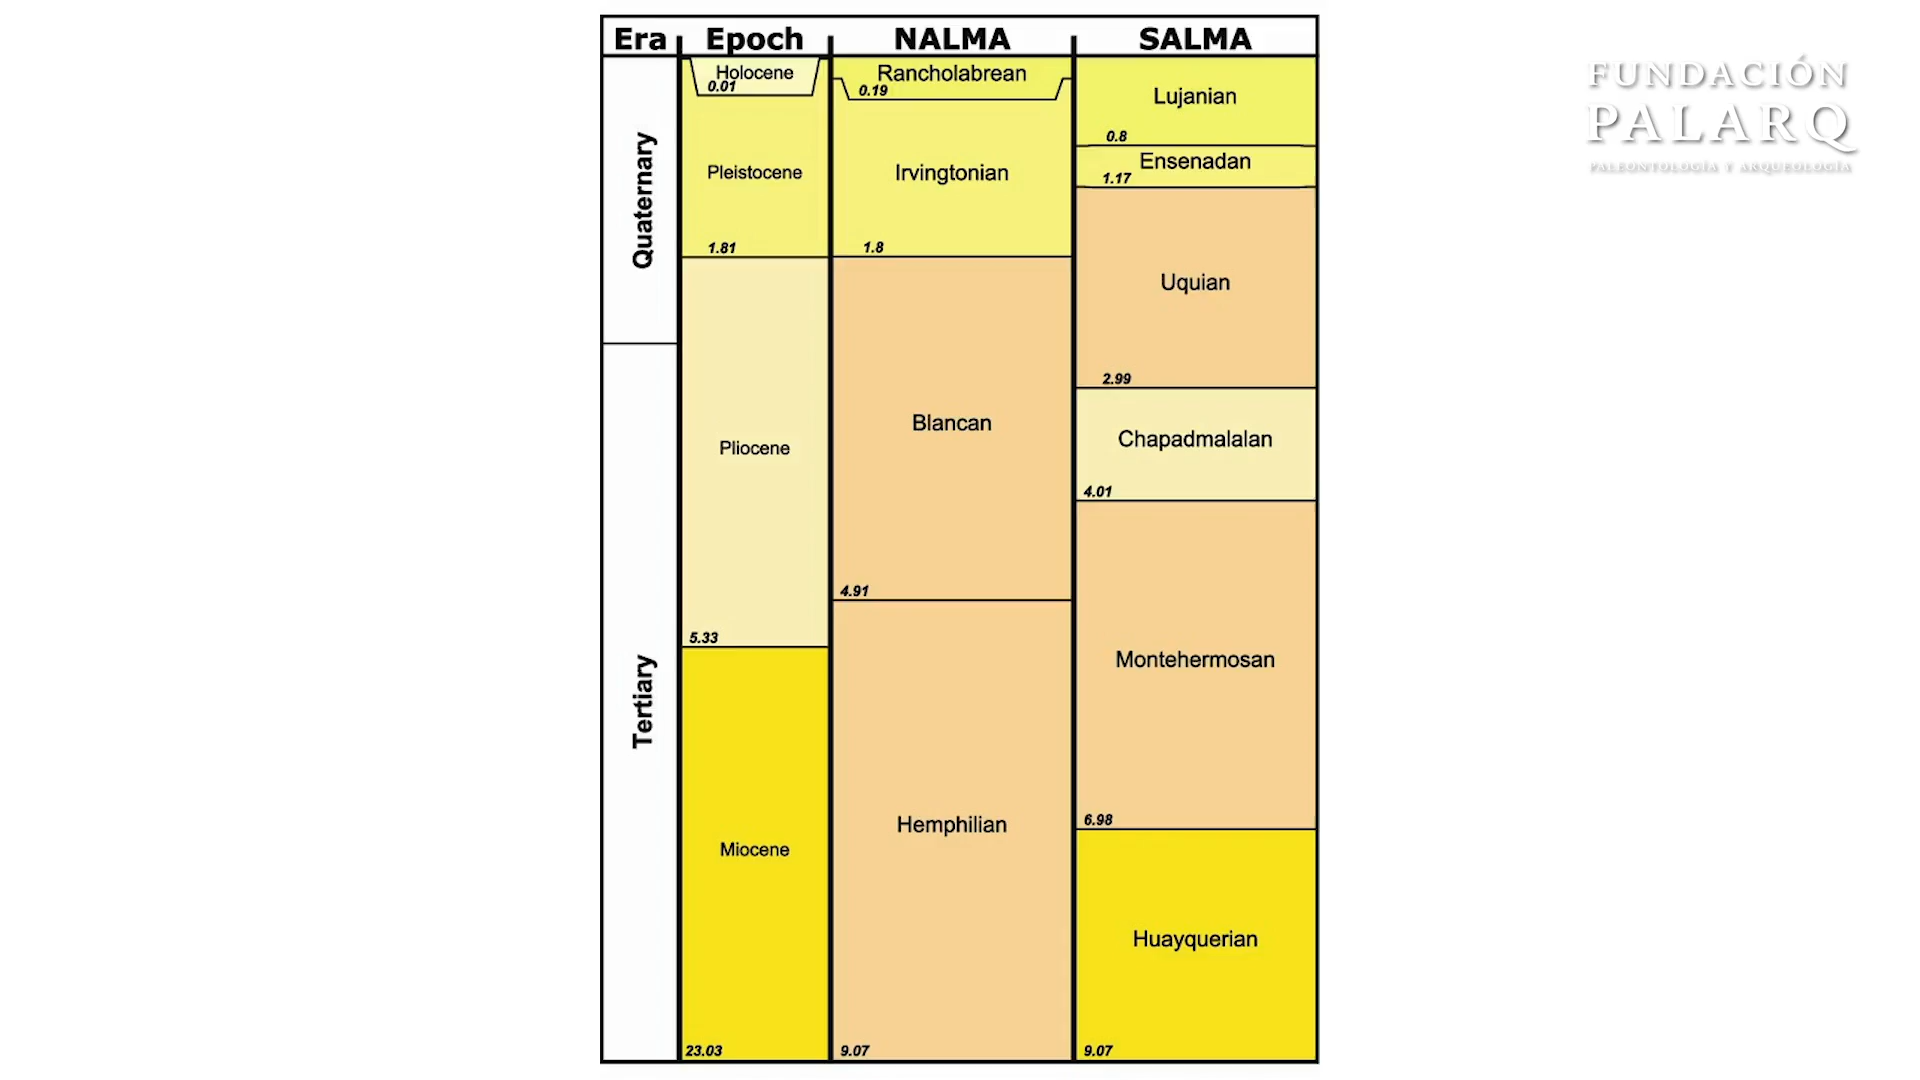 Era Epoch NALMA SALMA
Quaternary
Tertiary
Holocene
0.01
Pleistocene
1.81
Pliocene
5.33
Miocene
23.03
Rancholabrean
0.19
Irvingtonian
1.8
Blancan
4.91
Hemphilian
9.07
Lujanian
0.8
Ensenadan
1.17
Uquian
2.99
Chapadmalalan
4.01
Montehermosan
6.98
Huayquerian
9.07
FUNDACIÓN
PALARQ
PALEONTOLOGÍA Y ARQUEOLOGÍA